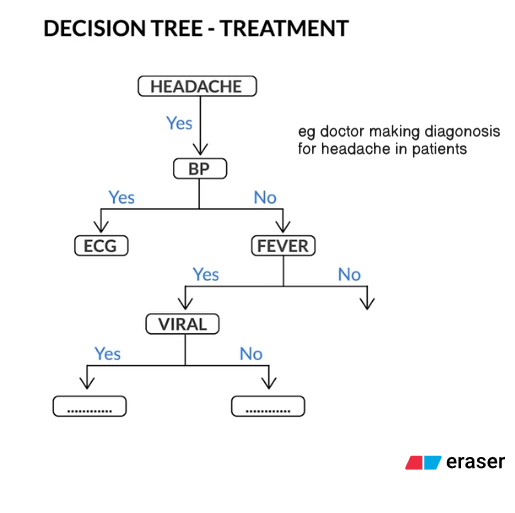 DECISION TREE - TREATMENT
HEADACHE
Yes
eg doctor making diagonosis
for headache in patients
BP
Yes
No
ECG
FEVER
Yes
No
VIRAL
Yes
No
............
............
eraser